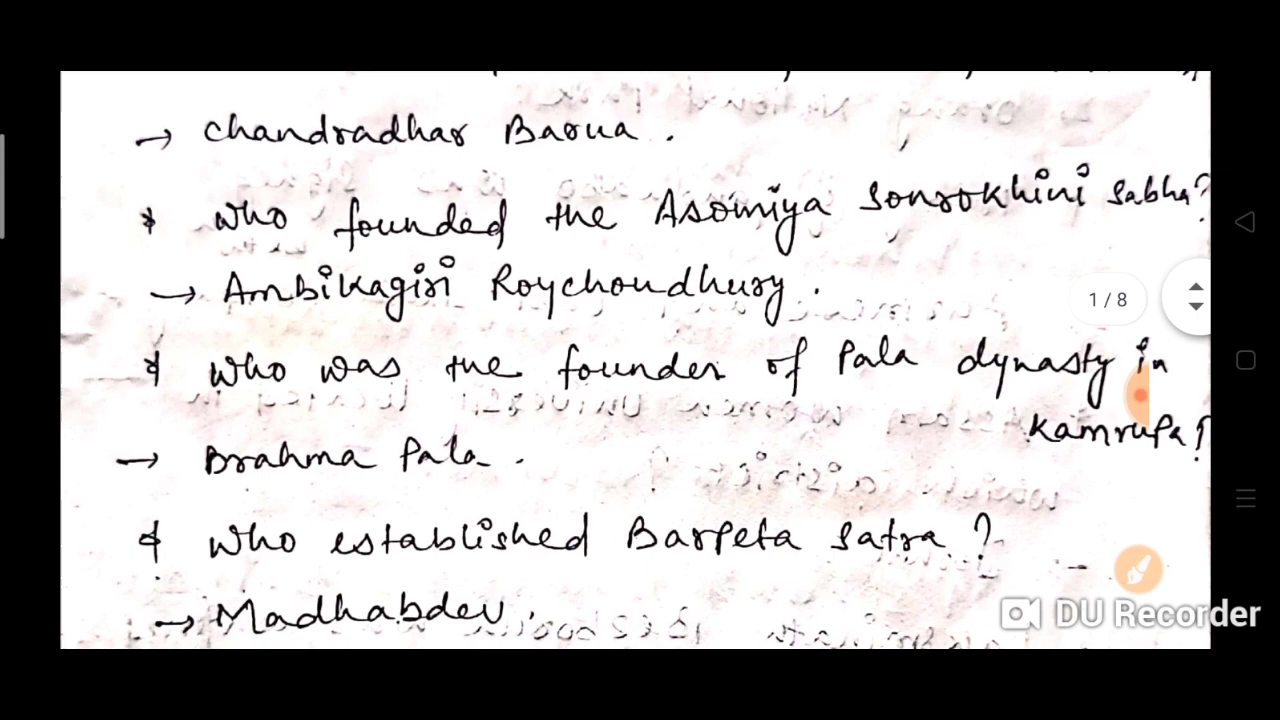 → Chandradhar Barua .
* Who founded the Asomiya Sonrokhini Sabha?
→ Ambikagiri Roychoudhury .
* Who was the founder of Pala dynasty in
Kamrupa?
→ Brahma Pala .
* Who established Barpeta Satra ?
→ Madhabdev .
1 / 8
DU Recorder